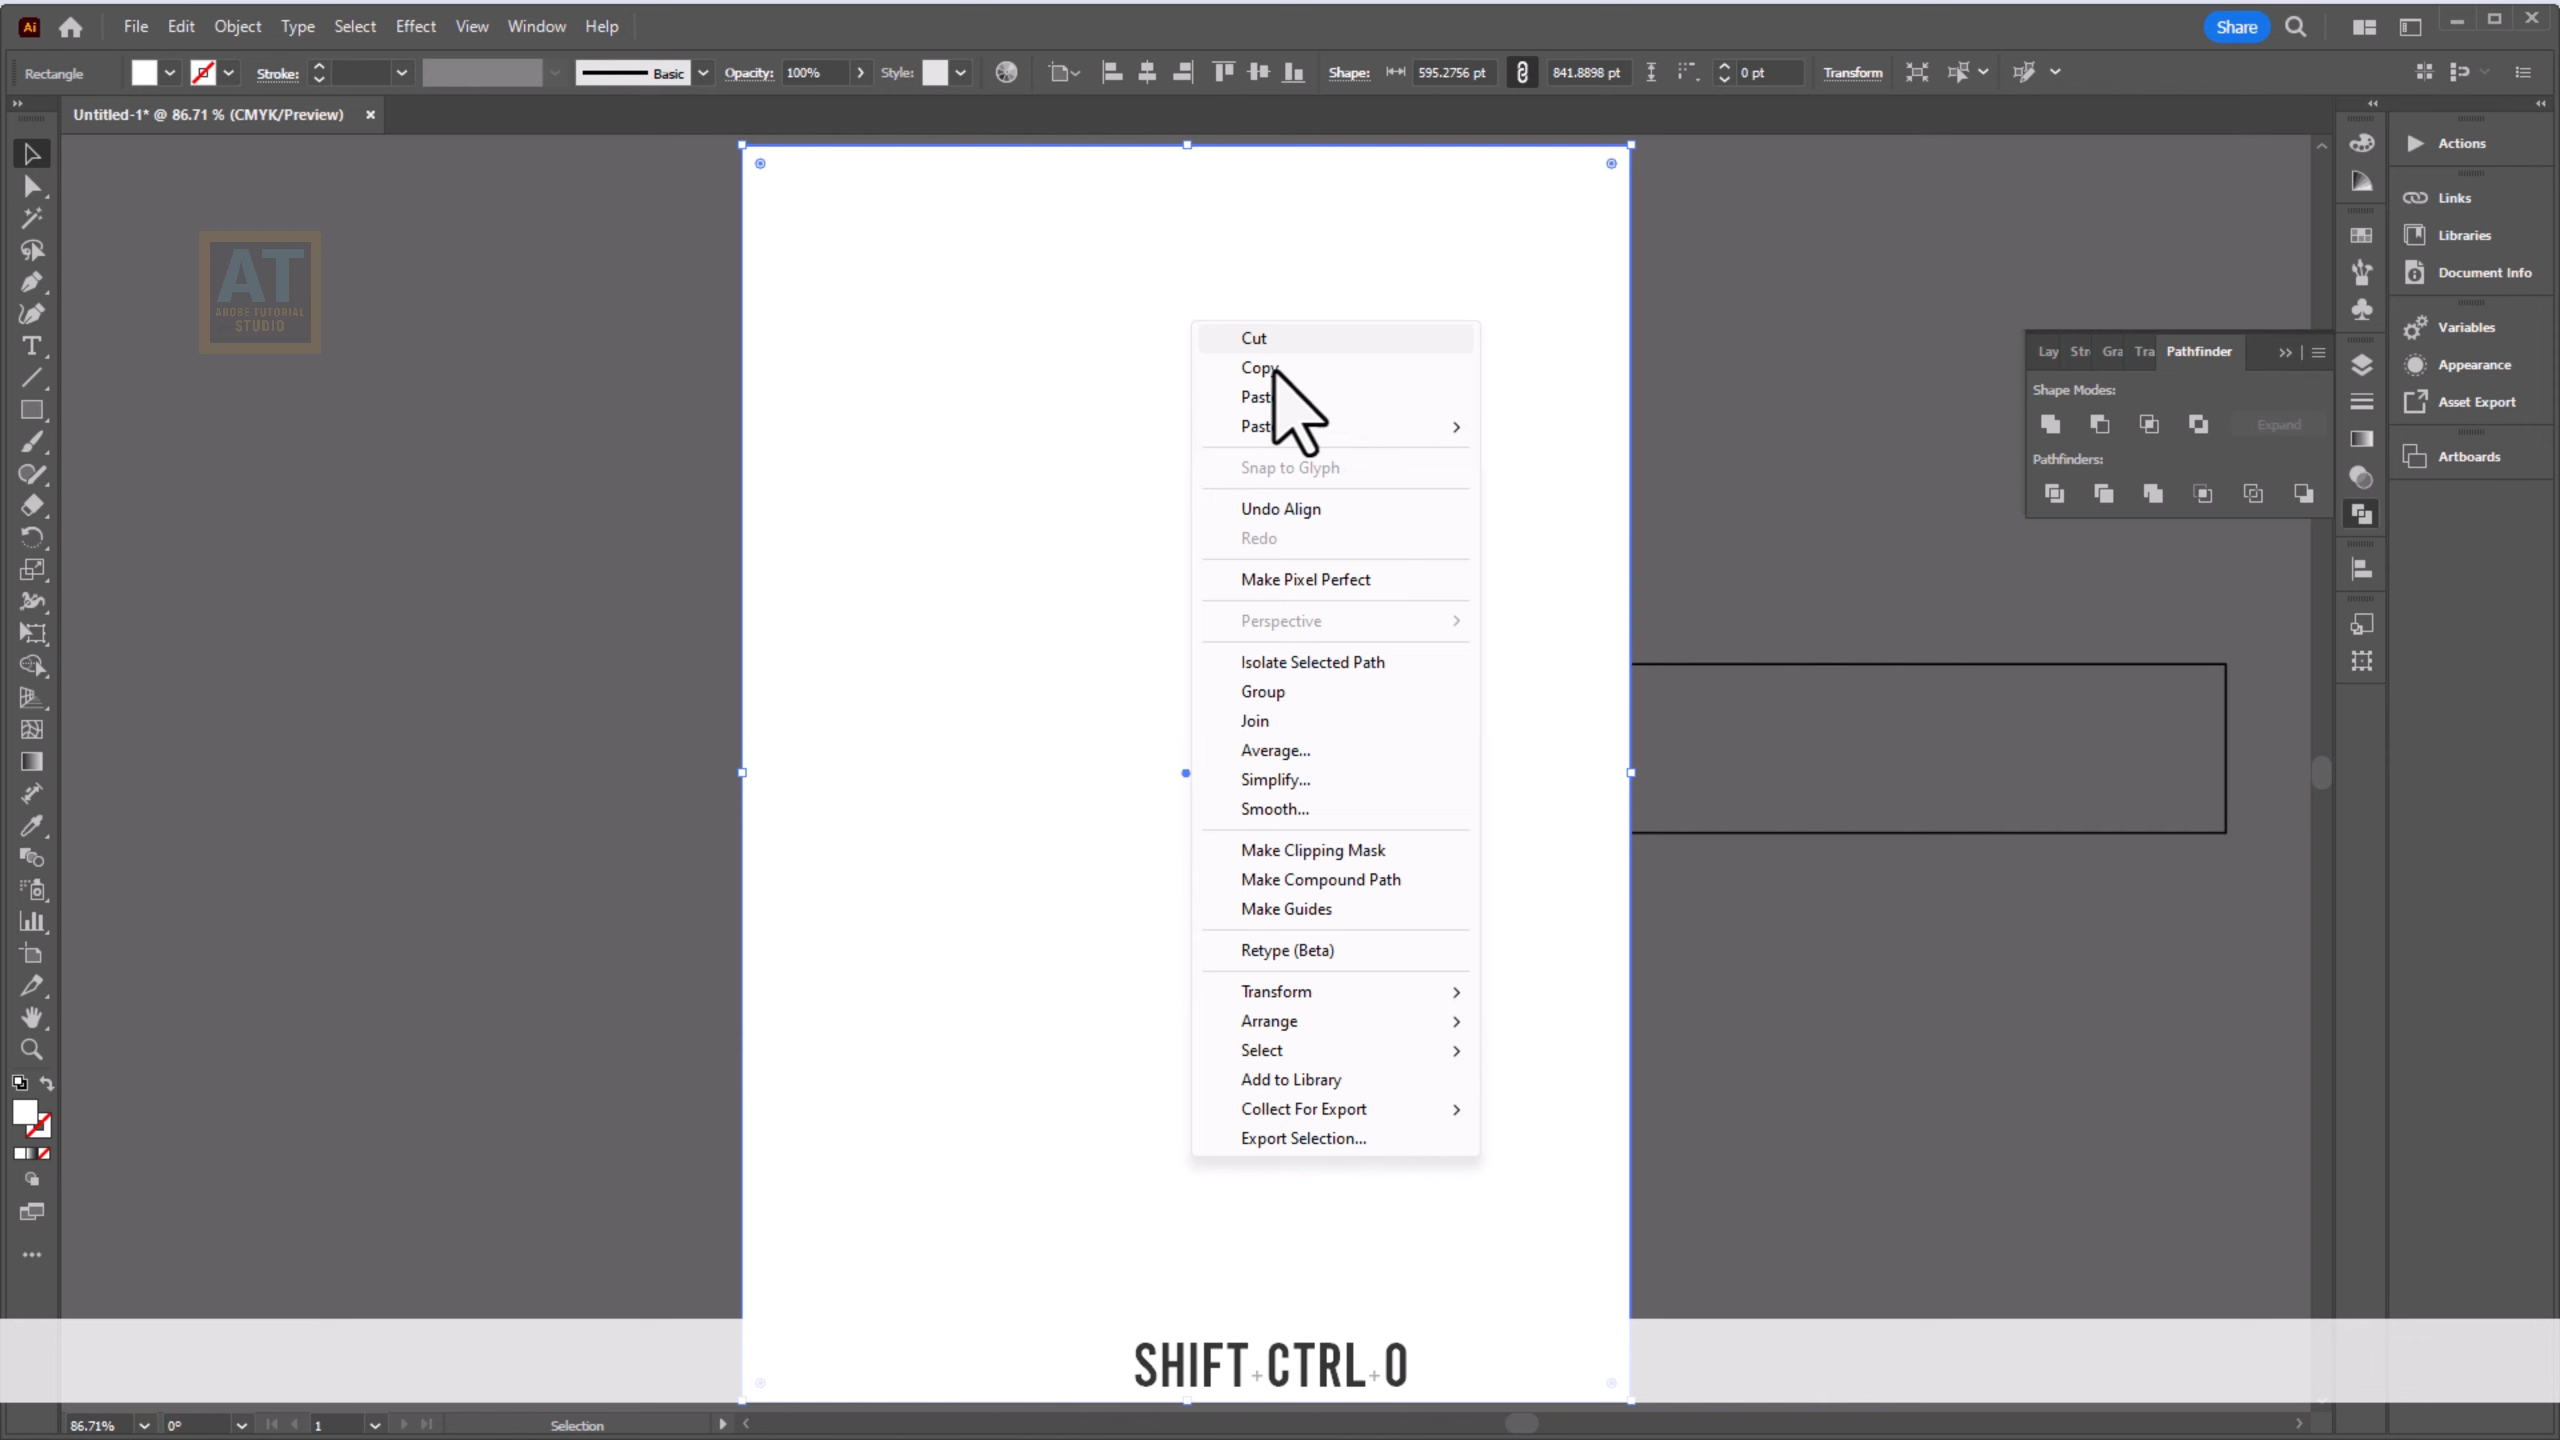 Ai File Edit Object Type Select Effect View Window Help Share
Rectangle Stroke: Basic Opacity: 100% Style: Shape: 595.2756 pt 841.8898 pt 0 pt Transform
Untitled-1* @ 86.71 % (CMYK/Preview)
AT
ADOBE TUTORIAL
STUDIO
Cut
Copy
Snap to Glyph
Undo Align
Redo
Make Pixel Perfect
Perspective
Isolate Selected Path
Group
Join
Average...
Simplify...
Smooth...
Make Clipping Mask
Make Compound Path
Make Guides
Retype (Beta)
Transform
Arrange
Select
Add to Library
Collect For Export
Export Selection...
Lay Str Gra Tra Pathfinder
Shape Modes:
Expand
Pathfinders:
Actions
Links
Libraries
Document Info
Variables
Appearance
Asset Export
Artboards
SHIFT+CTRL+O
86.71% 0° 1 Selection